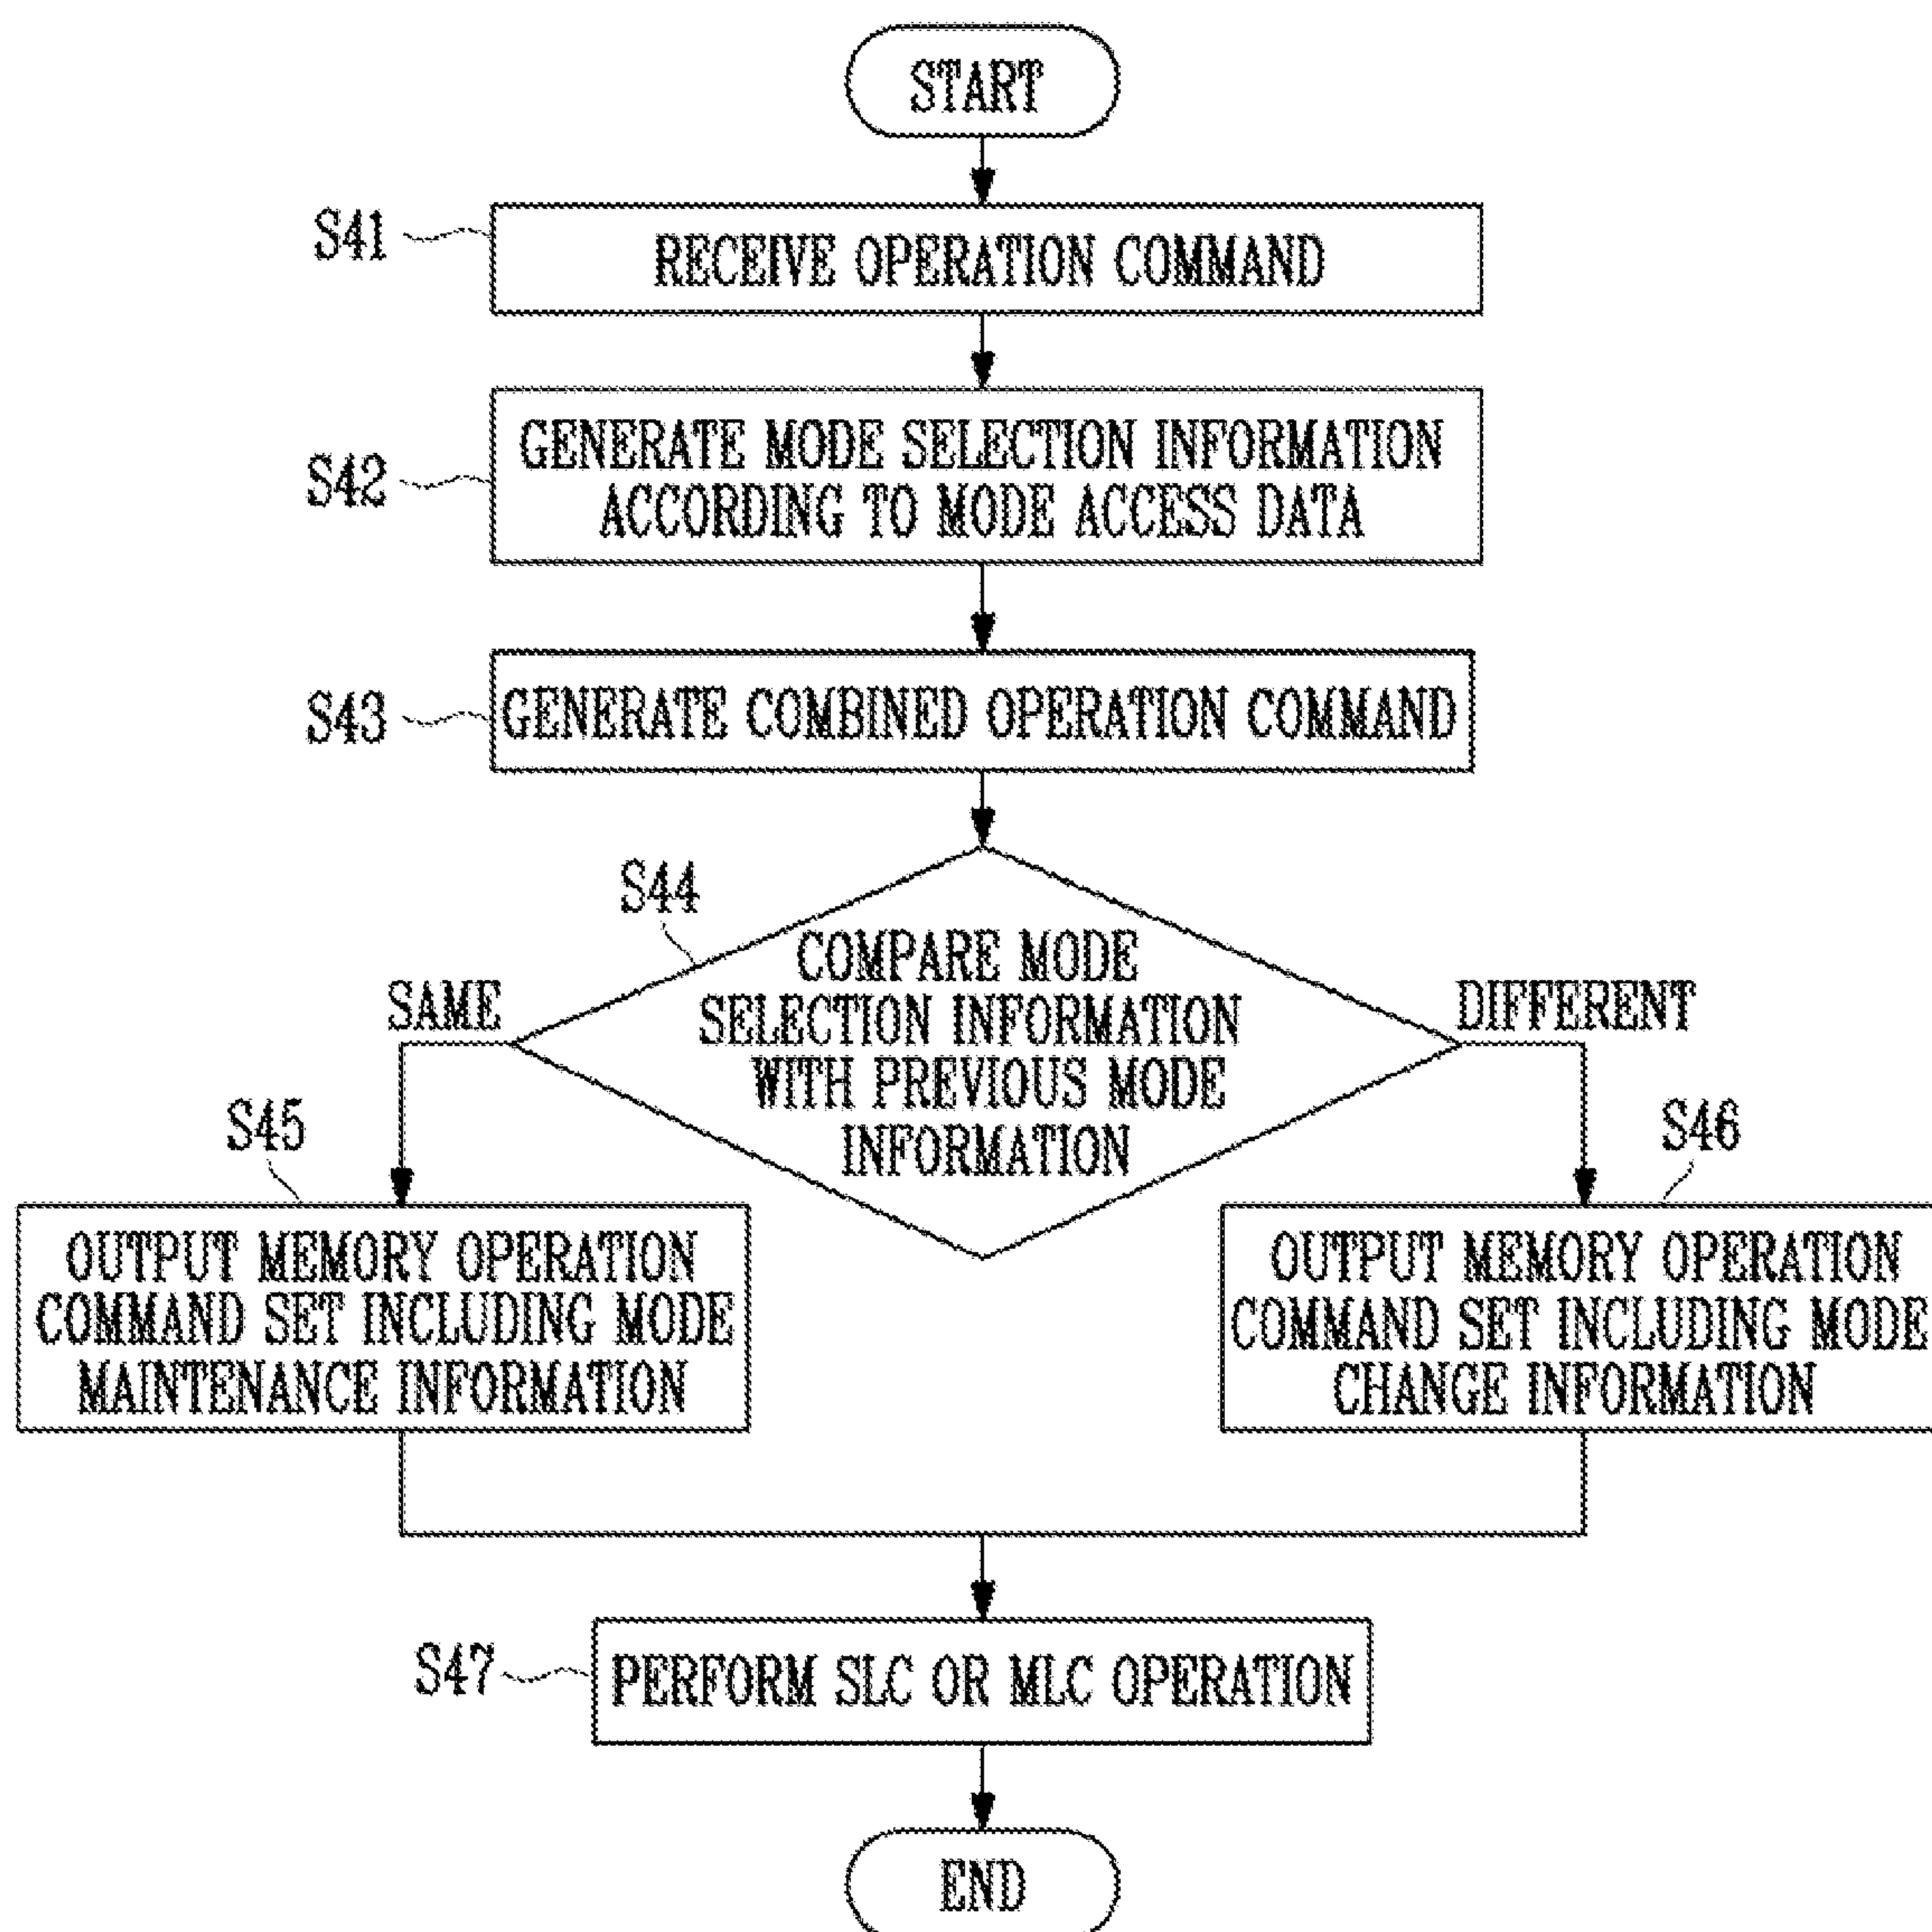 START
S41
RECEIVE OPERATION COMMAND
S42
GENERATE MODE SELECTION INFORMATION
ACCORDING TO MODE ACCESS DATA
S43
GENERATE COMBINED OPERATION COMMAND
S44
COMPARE MODE
SELECTION INFORMATION
WITH PREVIOUS MODE
INFORMATION
SAME
DIFFERENT
S45
OUTPUT MEMORY OPERATION
COMMAND SET INCLUDING MODE
MAINTENANCE INFORMATION
S46
OUTPUT MEMORY OPERATION
COMMAND SET INCLUDING MODE
CHANGE INFORMATION
S47
PERFORM SLC OR MLC OPERATION
END